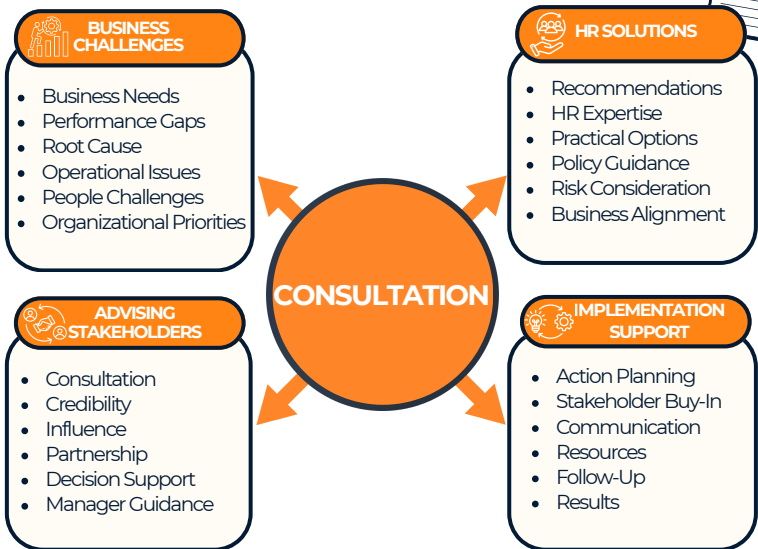 BUSINESS
CHALLENGES
Business Needs
Performance Gaps
Root Cause
Operational Issues
People Challenges
Organizational Priorities
HR SOLUTIONS
Recommendations
HR Expertise
Practical Options
Policy Guidance
Risk Consideration
Business Alignment
CONSULTATION
ADVISING
STAKEHOLDERS
Consultation
Credibility
Influence
Partnership
Decision Support
Manager Guidance
IMPLEMENTATION
SUPPORT
Action Planning
Stakeholder Buy-In
Communication
Resources
Follow-Up
Results